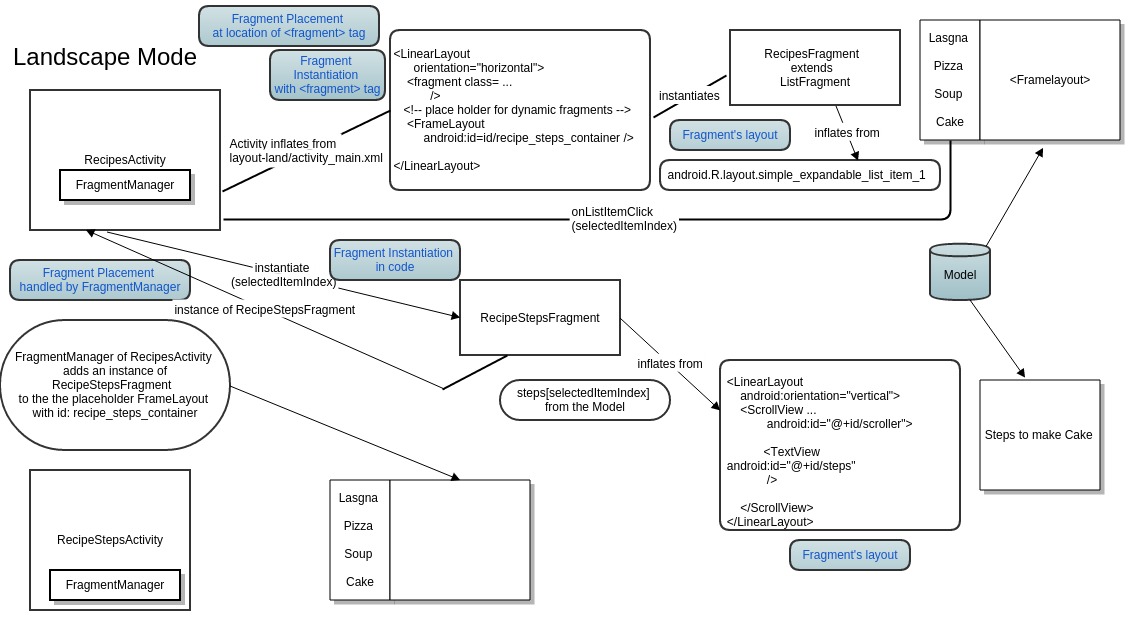 Fragment Placement
at location of <fragment> tag
Landscape Mode
Fragment
Instantiation
with <fragment> tag
<LinearLayout
orientation="horizontal">
<fragment class= ...
/>
<!-- place holder for dynamic fragments -->
<FrameLayout
android:id=id/recipe_steps_container />
</LinearLayout>
instantiates
RecipesFragment
extends
ListFragment
Lasgna
Pizza
Soup
Cake
<Framelayout>
Fragment's layout
inflates from
android.R.layout.simple_expandable_list_item_1
RecipesActivity
FragmentManager
Activity inflates from
layout-land/activity_main.xml
onListItemClick
(selectedItemIndex)
Fragment Placement
handled by FragmentManager
instantiate
(selectedItemIndex)
Fragment Instantiation
in code
Model
instance of RecipeStepsFragment
RecipeStepsFragment
inflates from
FragmentManager of RecipesActivity
adds an instance of
RecipeStepsFragment
to the the placeholder FrameLayout
with id: recipe_steps_container
steps[selectedItemIndex]
from the Model
<LinearLayout
android:orientation="vertical">
<ScrollView ...
android:id="@+id/scroller">
<TextView
android:id="@+id/steps"
/>
</ScrollView>
</LinearLayout>
Steps to make Cake
Fragment's layout
RecipeStepsActivity
FragmentManager
Lasgna
Pizza
Soup
Cake